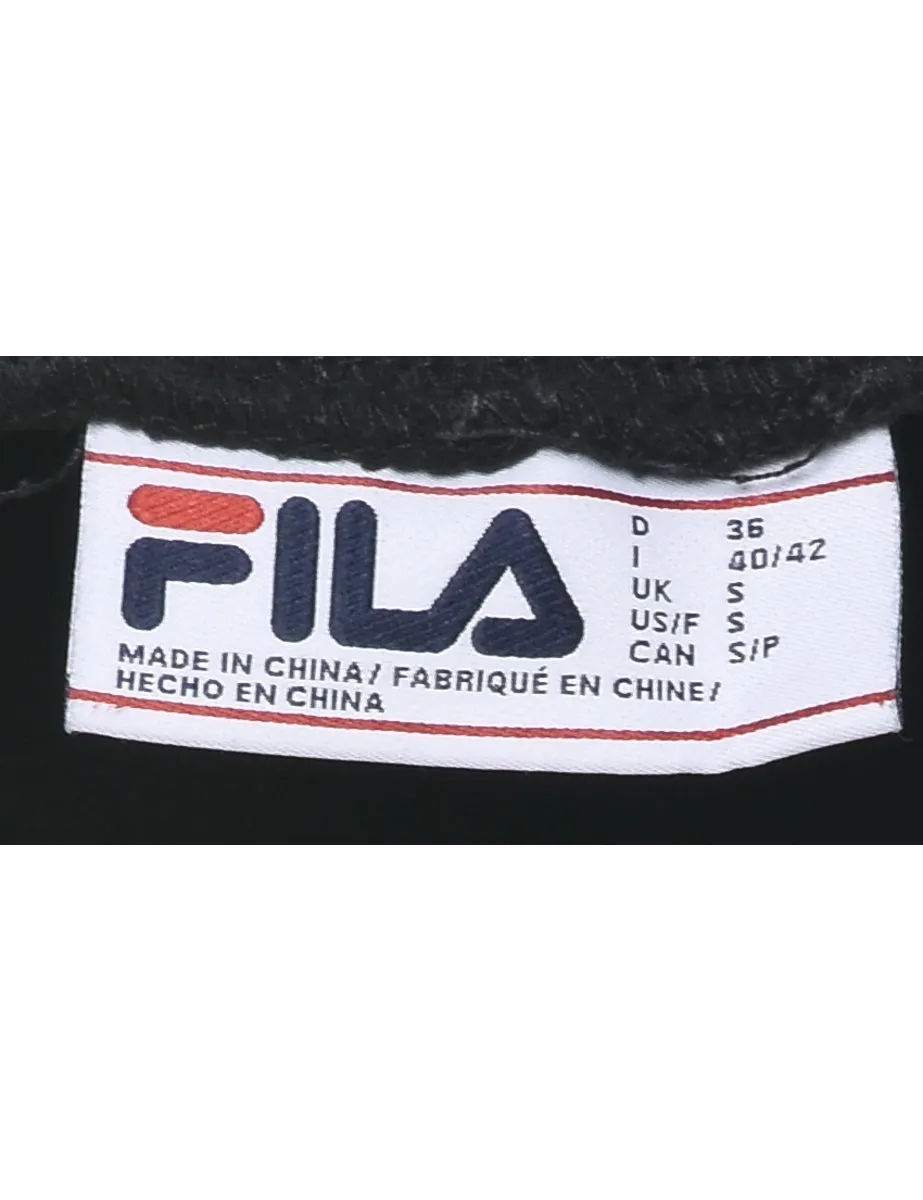 FILA
D 36
I 40/42
UK S
US/F S
CAN S/P
MADE IN CHINA/ FABRIQUÉ EN CHINE/
HECHO EN CHINA